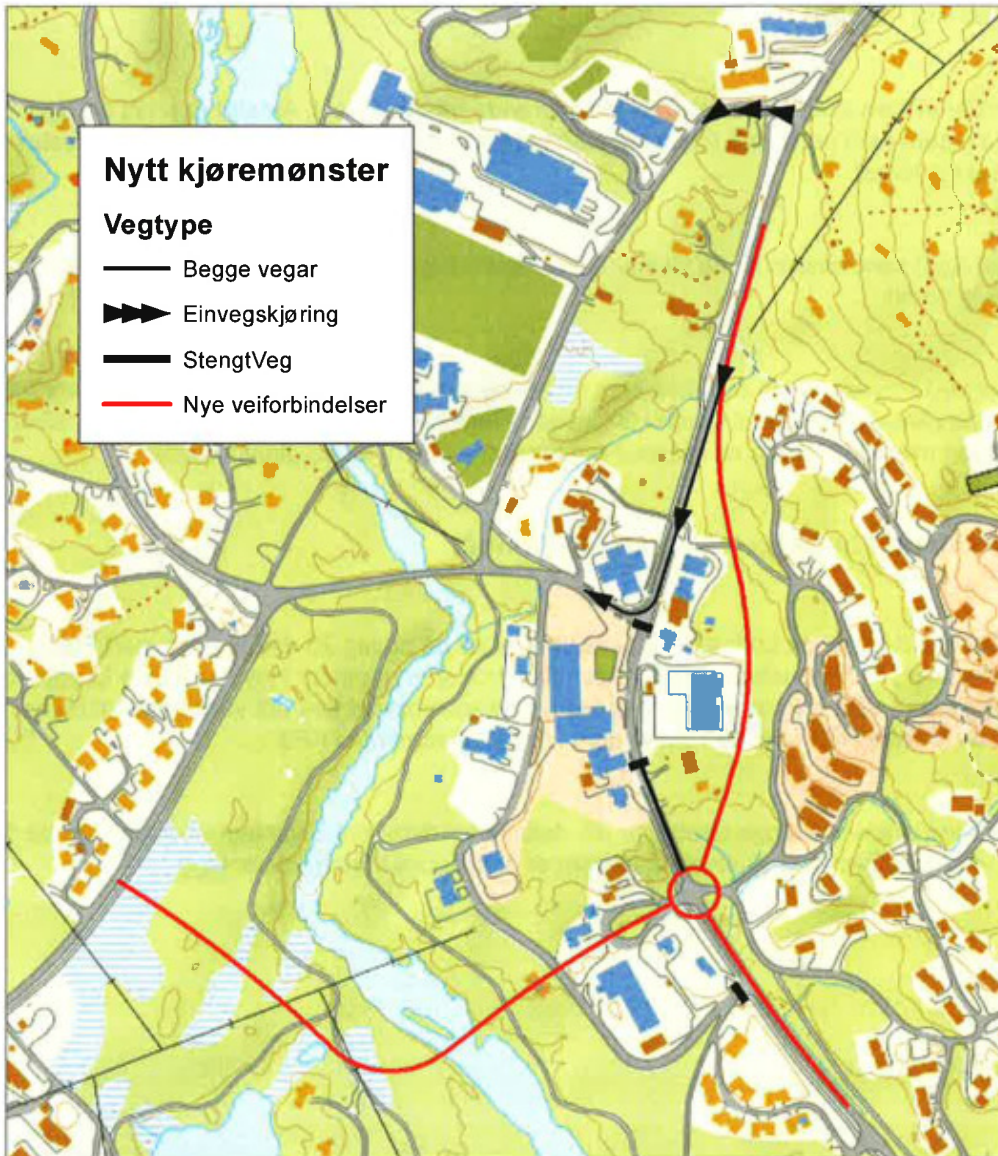 Nytt kjøremønster
Vegtype
Begge vegar
Einvegskjøring
StengtVeg
Nye veiforbindelser